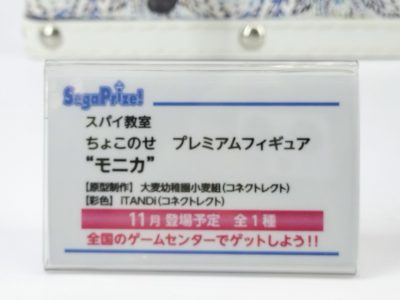 SegaPrize!
スパイ教室
ちょこのせ プレミアムフィギュア
“モニカ”
【原型制作】大麦幼稚園小麦組(コネクトレクト)
【彩色】iTANDi(コネクトレクト)
11月 登場予定 全1種
全国のゲームセンターでゲットしよう!!